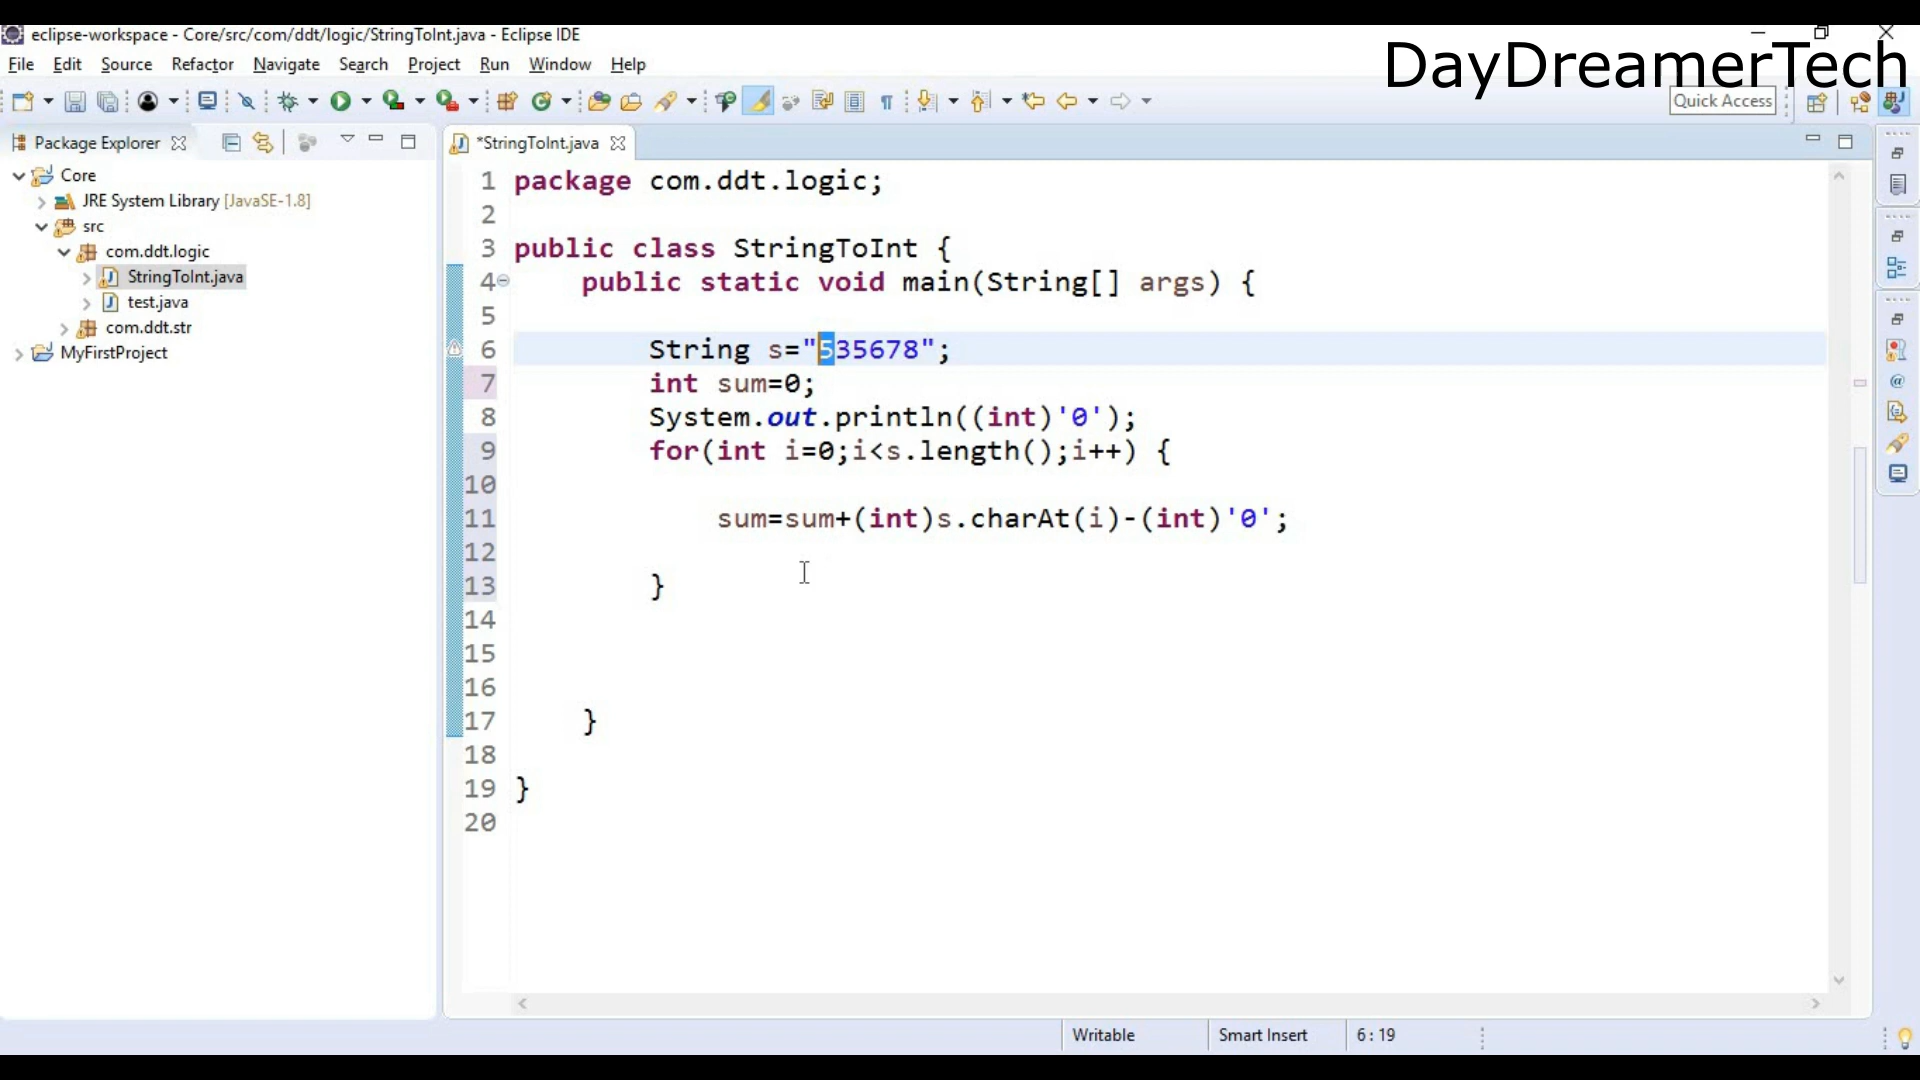 eclipse-workspace - Core/src/com/ddt/logic/StringToInt.java - Eclipse IDE
DayDreamerTech
File Edit Source Refactor Navigate Search Project Run Window Help
Quick Access
Package Explorer
*StringToInt.java
Core
JRE System Library [JavaSE-1.8]
src
com.ddt.logic
StringToInt.java
test.java
com.ddt.str
MyFirstProject
1 package com.ddt.logic;
2
3 public class StringToInt {
4 public static void main(String[] args) {
5
6 String s="535678";
7 int sum=0;
8 System.out.println((int)'0');
9 for(int i=0;i<s.length();i++) {
10
11 sum=sum+(int)s.charAt(i)-(int)'0';
12
13 }
14
15
16
17 }
18
19 }
20
Writable Smart Insert 6 : 19